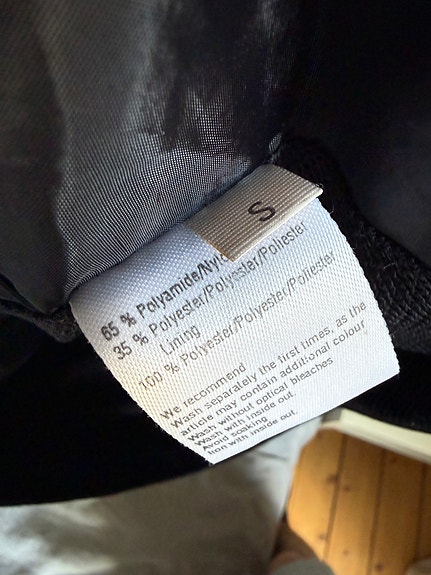 S
65 % Polyamide/Nylo
35 % Polyester/Polyester/Poliester
Lining
100 % Polyester/Polyester/Poliester
We recommend
Wash separately the first times, as the
article may contain additional colour
Wash without optical bleaches
Wash with inside out.
Avoid soaking
Iron with inside out.